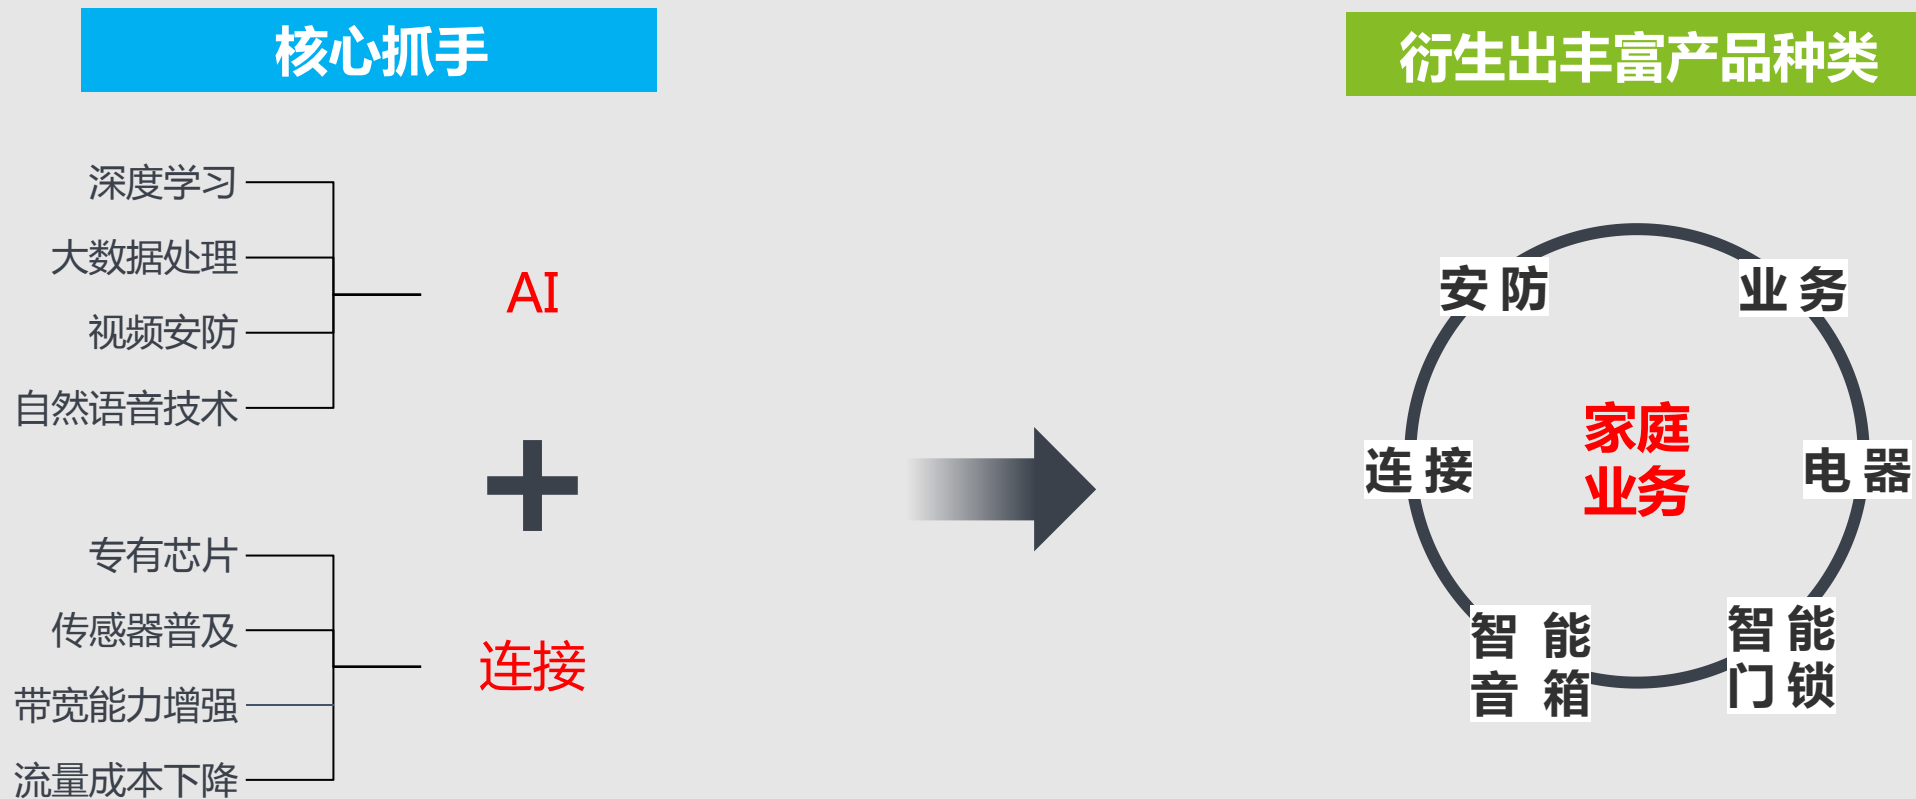 核心抓手
衍生出丰富产品种类
深度学习
大数据处理
视频安防
自然语音技术
AI
专有芯片
传感器普及
带宽能力增强
流量成本下降
连接
安防
业务
连接
家庭
业务
电器
智能
音箱
智能
门锁